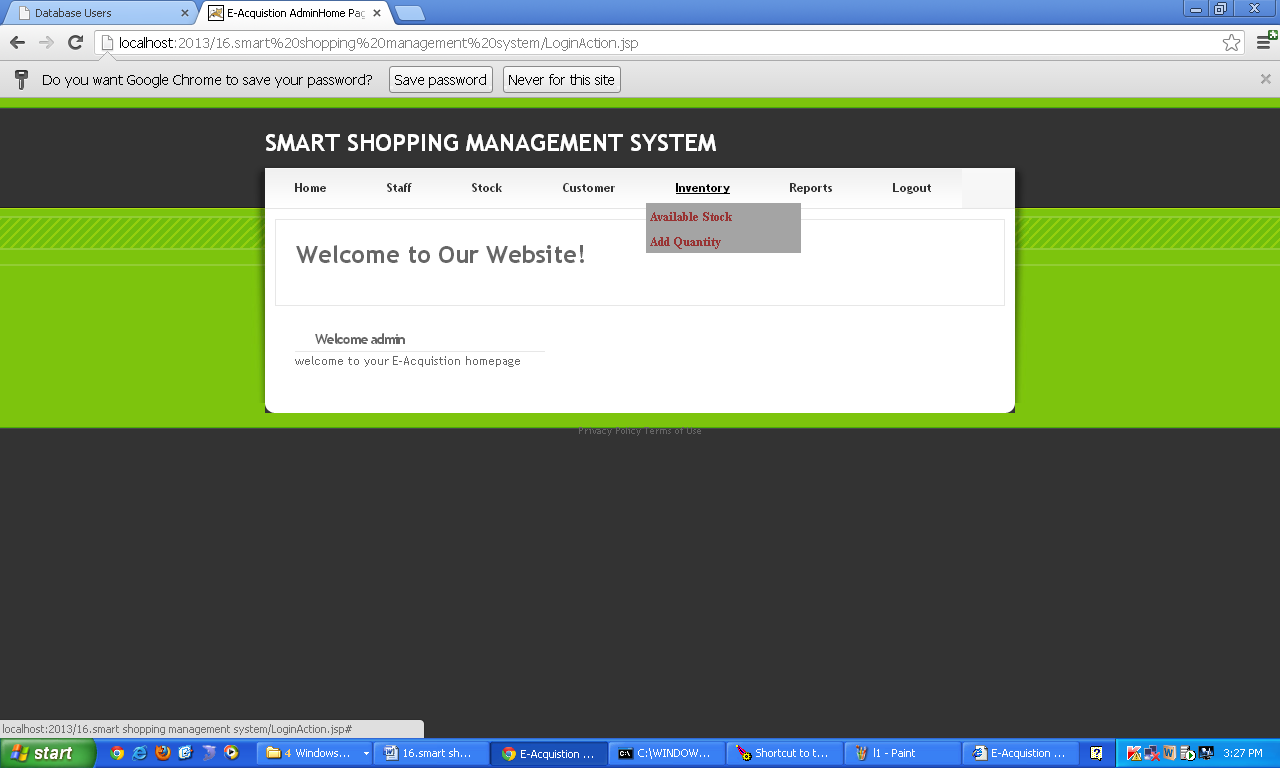 Database Users
E-Acquistion AdminHome Pag
localhost:2013/16.smart%20shopping%20management%20system/LoginAction.jsp
Do you want Google Chrome to save your password? Save password Never for this site
SMART SHOPPING MANAGEMENT SYSTEM
Home Staff Stock Customer Inventory Reports Logout
Available Stock
Add Quantity
Welcome to Our Website!
Welcome admin
welcome to your E-Acquistion homepage
Privacy Policy Terms of Use
localhost:2013/16.smart shopping management system/LoginAction.jsp#
start 4 Windows... 16.smart sh... E-Acquistion ... C:\WINDOW... Shortcut to t... l1 - Paint E-Acquistion ... 3:27 PM